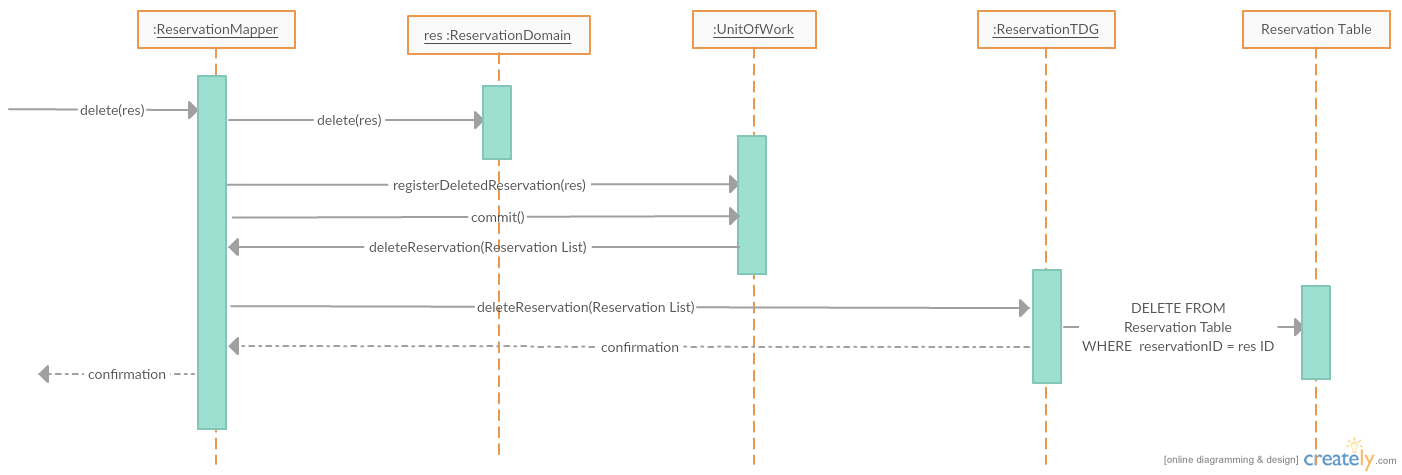 :ReservationMapper
res :ReservationDomain
:UnitOfWork
:ReservationTDG
Reservation Table
delete(res)
delete(res)
registerDeletedReservation(res)
commit()
deleteReservation(Reservation List)
deleteReservation(Reservation List)
DELETE FROM
Reservation Table
WHERE reservationID = res ID
confirmation
confirmation
[online diagramming & design] creately.com